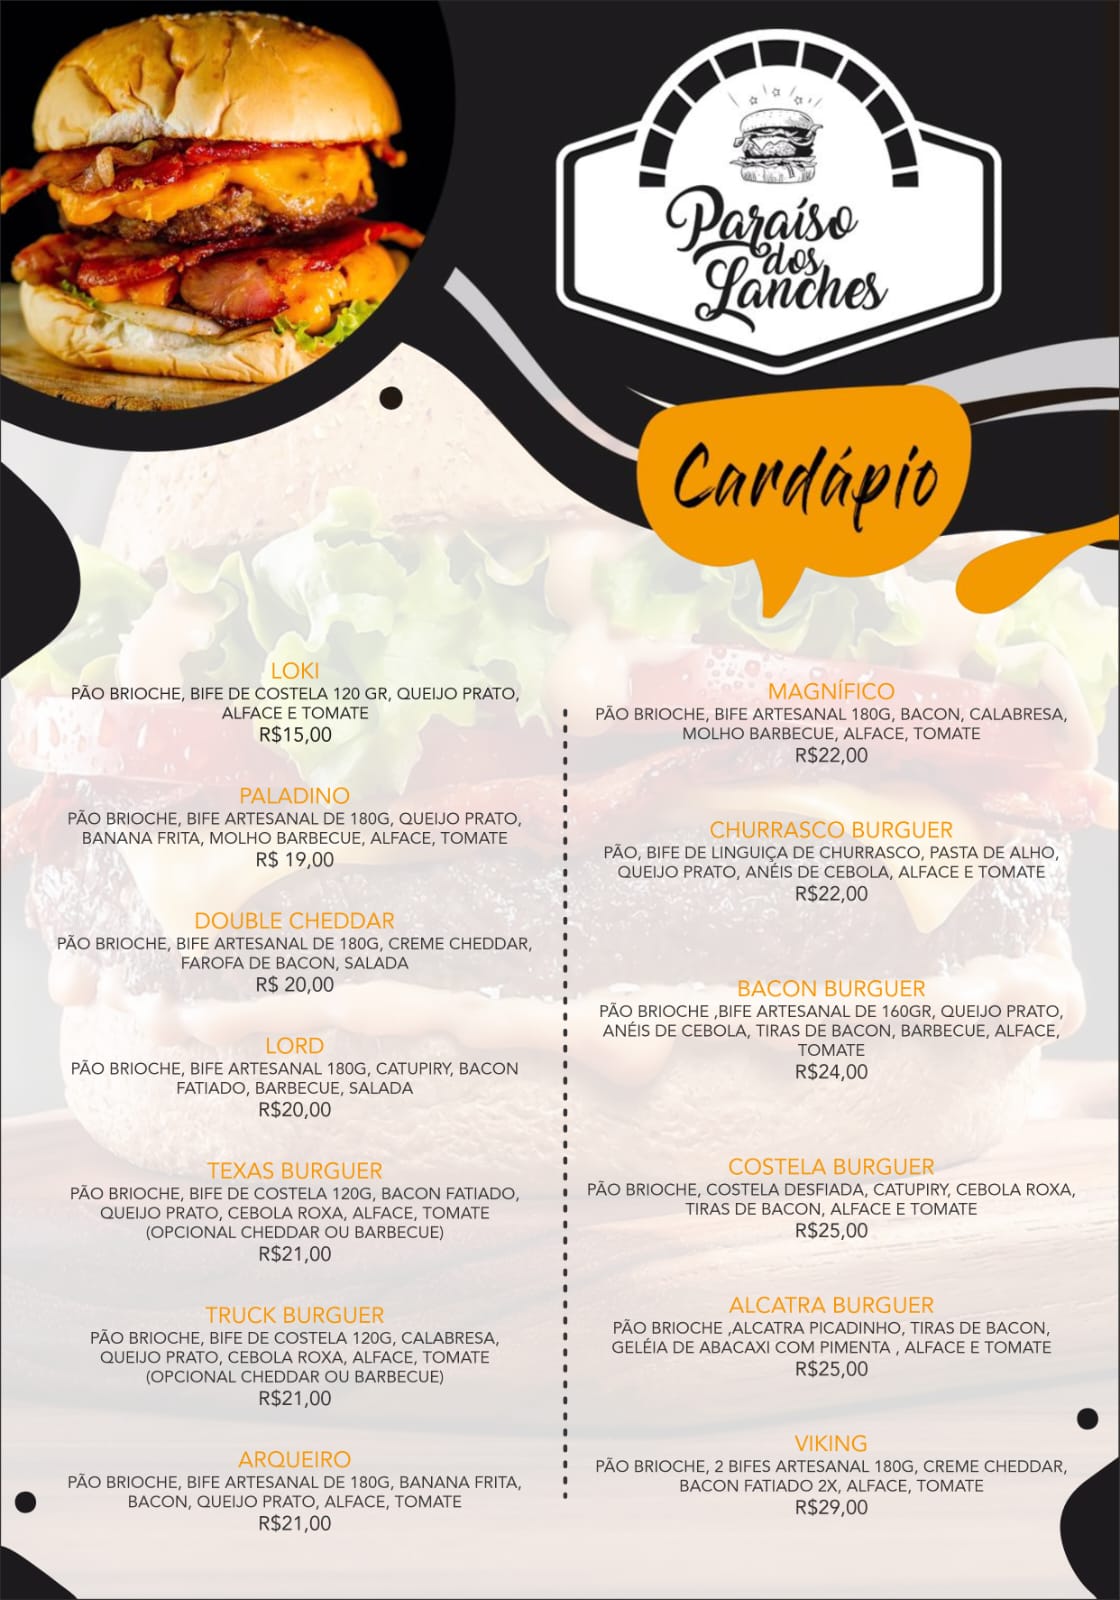 Paraíso
dos
Lanches
Cardápio
LOKI
PÃO BRIOCHE, BIFE DE COSTELA 120 GR, QUEIJO PRATO,
ALFACE E TOMATE
R$15,00
PALADINO
PÃO BRIOCHE, BIFE ARTESANAL DE 180G, QUEIJO PRATO,
BANANA FRITA, MOLHO BARBECUE, ALFACE, TOMATE
R$ 19,00
DOUBLE CHEDDAR
PÃO BRIOCHE, BIFE ARTESANAL DE 180G, CREME CHEDDAR,
FAROFA DE BACON, SALADA
R$ 20,00
LORD
PÃO BRIOCHE, BIFE ARTESANAL 180G, CATUPIRY, BACON
FATIADO, BARBECUE, SALADA
R$20,00
TEXAS BURGUER
PÃO BRIOCHE, BIFE DE COSTELA 120G, BACON FATIADO,
QUEIJO PRATO, CEBOLA ROXA, ALFACE, TOMATE
(OPCIONAL CHEDDAR OU BARBECUE)
R$21,00
TRUCK BURGUER
PÃO BRIOCHE, BIFE DE COSTELA 120G, CALABRESA,
QUEIJO PRATO, CEBOLA ROXA, ALFACE, TOMATE
(OPCIONAL CHEDDAR OU BARBECUE)
R$21,00
ARQUEIRO
PÃO BRIOCHE, BIFE ARTESANAL DE 180G, BANANA FRITA,
BACON, QUEIJO PRATO, ALFACE, TOMATE
R$21,00
MAGNÍFICO
PÃO BRIOCHE, BIFE ARTESANAL 180G, BACON, CALABRESA,
MOLHO BARBECUE, ALFACE, TOMATE
R$22,00
CHURRASCO BURGUER
PÃO, BIFE DE LINGUIÇA DE CHURRASCO, PASTA DE ALHO,
QUEIJO PRATO, ANÉIS DE CEBOLA, ALFACE E TOMATE
R$22,00
BACON BURGUER
PÃO BRIOCHE ,BIFE ARTESANAL DE 160GR, QUEIJO PRATO,
ANÉIS DE CEBOLA, TIRAS DE BACON, BARBECUE, ALFACE,
TOMATE
R$24,00
COSTELA BURGUER
PÃO BRIOCHE, COSTELA DESFIADA, CATUPIRY, CEBOLA ROXA,
TIRAS DE BACON, ALFACE E TOMATE
R$25,00
ALCATRA BURGUER
PÃO BRIOCHE ,ALCATRA PICADINHO, TIRAS DE BACON,
GELÉIA DE ABACAXI COM PIMENTA , ALFACE E TOMATE
R$25,00
VIKING
PÃO BRIOCHE, 2 BIFES ARTESANAL 180G, CREME CHEDDAR,
BACON FATIADO 2X, ALFACE, TOMATE
R$29,00